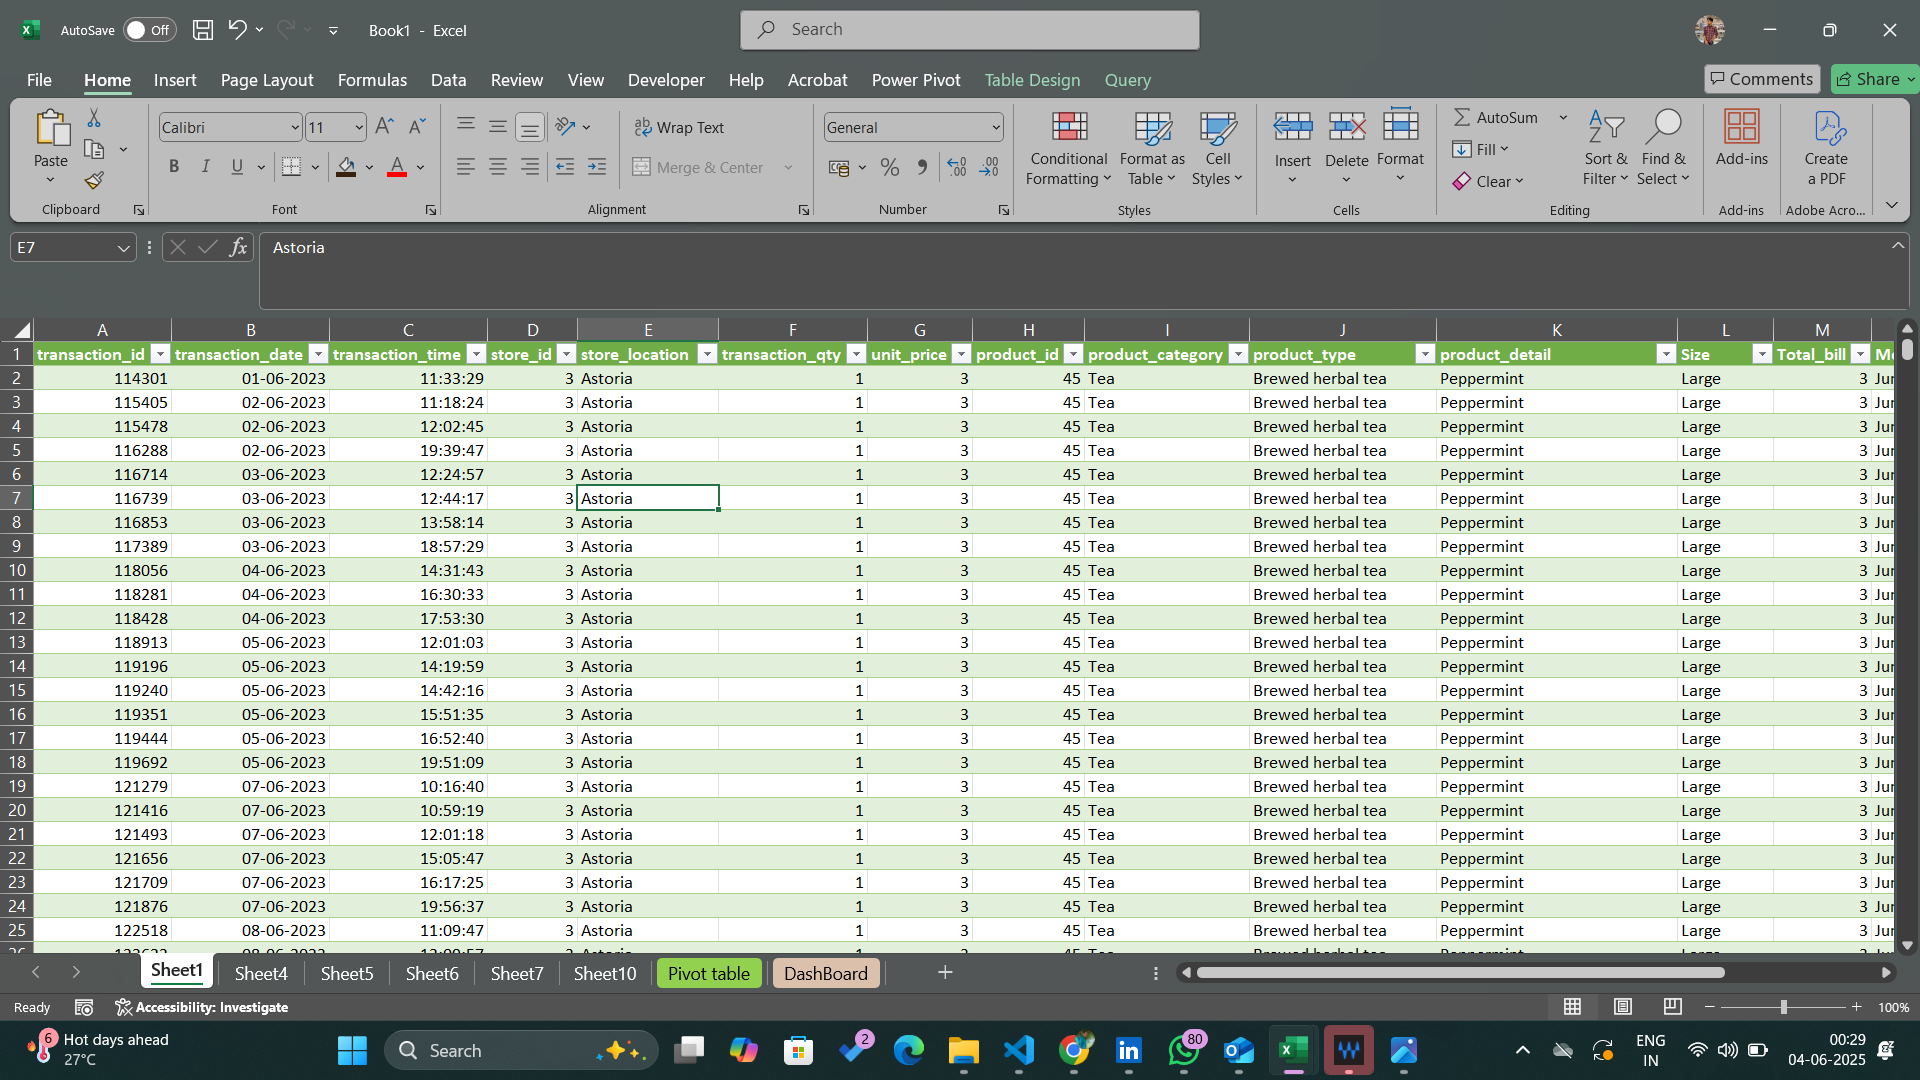 AutoSave Off Book1 - Excel Search
File Home Insert Page Layout Formulas Data Review View Developer Help Acrobat Power Pivot Table Design Query Comments Share
Paste
Clipboard
Calibri 11
B I U A
Font
Wrap Text
Merge & Center
Alignment
General
% 9
Number
Conditional Formatting
Format as Table
Cell Styles
Styles
Insert Delete Format
Cells
AutoSum
Fill
Clear
Sort & Filter
Find & Select
Editing
Add-ins
Add-ins
Create a PDF
Adobe Acro...
E7 fx Astoria
A B C D E F G H I J K L M
1 transaction_id transaction_date transaction_time store_id store_location transaction_qty unit_price product_id product_category product_type product_detail Size Total_bill
2 114301 01-06-2023 11:33:29 3 Astoria 1 3 45 Tea Brewed herbal tea Peppermint Large 3
3 115405 02-06-2023 11:18:24 3 Astoria 1 3 45 Tea Brewed herbal tea Peppermint Large 3
4 115478 02-06-2023 12:02:45 3 Astoria 1 3 45 Tea Brewed herbal tea Peppermint Large 3
5 116288 02-06-2023 19:39:47 3 Astoria 1 3 45 Tea Brewed herbal tea Peppermint Large 3
6 116714 03-06-2023 12:24:57 3 Astoria 1 3 45 Tea Brewed herbal tea Peppermint Large 3
7 116739 03-06-2023 12:44:17 3 Astoria 1 3 45 Tea Brewed herbal tea Peppermint Large 3
8 116853 03-06-2023 13:58:14 3 Astoria 1 3 45 Tea Brewed herbal tea Peppermint Large 3
9 117389 03-06-2023 18:57:29 3 Astoria 1 3 45 Tea Brewed herbal tea Peppermint Large 3
10 118056 04-06-2023 14:31:43 3 Astoria 1 3 45 Tea Brewed herbal tea Peppermint Large 3
11 118281 04-06-2023 16:30:33 3 Astoria 1 3 45 Tea Brewed herbal tea Peppermint Large 3
12 118428 04-06-2023 17:53:30 3 Astoria 1 3 45 Tea Brewed herbal tea Peppermint Large 3
13 118913 05-06-2023 12:01:03 3 Astoria 1 3 45 Tea Brewed herbal tea Peppermint Large 3
14 119196 05-06-2023 14:19:59 3 Astoria 1 3 45 Tea Brewed herbal tea Peppermint Large 3
15 119240 05-06-2023 14:42:16 3 Astoria 1 3 45 Tea Brewed herbal tea Peppermint Large 3
16 119351 05-06-2023 15:51:35 3 Astoria 1 3 45 Tea Brewed herbal tea Peppermint Large 3
17 119444 05-06-2023 16:52:40 3 Astoria 1 3 45 Tea Brewed herbal tea Peppermint Large 3
18 119692 05-06-2023 19:51:09 3 Astoria 1 3 45 Tea Brewed herbal tea Peppermint Large 3
19 121279 07-06-2023 10:16:40 3 Astoria 1 3 45 Tea Brewed herbal tea Peppermint Large 3
20 121416 07-06-2023 10:59:19 3 Astoria 1 3 45 Tea Brewed herbal tea Peppermint Large 3
21 121493 07-06-2023 12:01:18 3 Astoria 1 3 45 Tea Brewed herbal tea Peppermint Large 3
22 121656 07-06-2023 15:05:47 3 Astoria 1 3 45 Tea Brewed herbal tea Peppermint Large 3
23 121709 07-06-2023 16:17:25 3 Astoria 1 3 45 Tea Brewed herbal tea Peppermint Large 3
24 121876 07-06-2023 19:56:37 3 Astoria 1 3 45 Tea Brewed herbal tea Peppermint Large 3
25 122518 08-06-2023 11:09:47 3 Astoria 1 3 45 Tea Brewed herbal tea Peppermint Large 3
Sheet1 Sheet4 Sheet5 Sheet6 Sheet7 Sheet10 Pivot table DashBoard
Ready Accessibility: Investigate 100%
6 Hot days ahead
27°C
Search
2
80
ENG
IN
00:29
04-06-2025